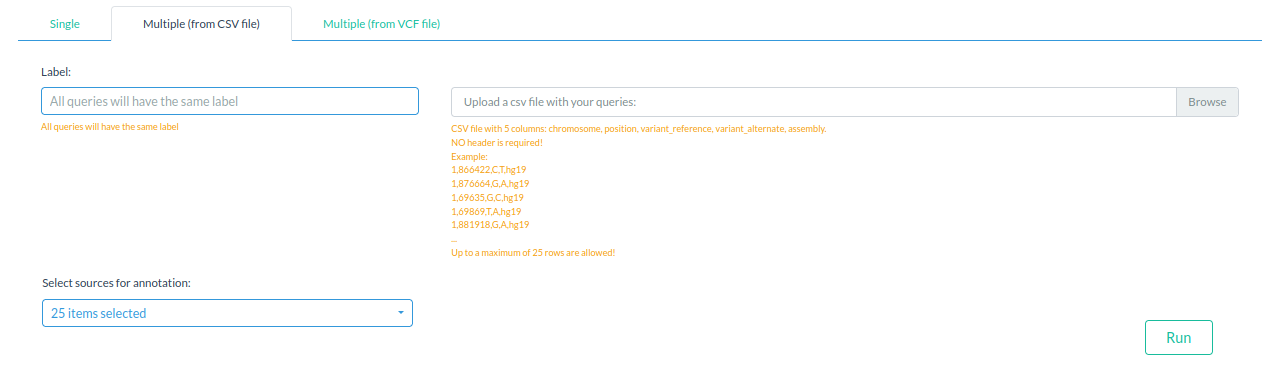 Single
Multiple (from CSV file)
Multiple (from VCF file)
Label:
All queries will have the same label
All queries will have the same label
Upload a csv file with your queries:
Browse
CSV file with 5 columns: chromosome, position, variant_reference, variant_alternate, assembly.
NO header is required!
Example:
1,866422,C,T,hg19
1,876664,G,A,hg19
1,69635,G,C,hg19
1,69869,T,A,hg19
1,881918,G,A,hg19
...
Up to a maximum of 25 rows are allowed!
Select sources for annotation:
25 items selected
Run